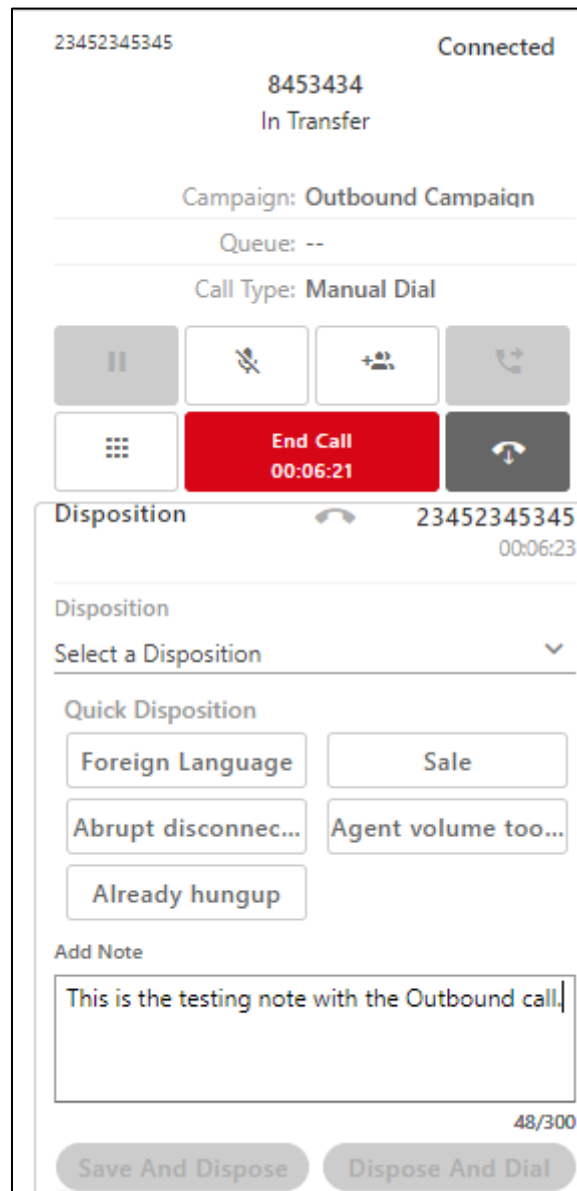 23452345345 Connected
8453434
In Transfer
Campaign: Outbound Campaign
Queue: --
Call Type: Manual Dial
End Call
00:06:21
Disposition 23452345345
00:06:23
Disposition
Select a Disposition
Quick Disposition
Foreign Language Sale
Abrupt disconnec... Agent volume too...
Already hungup
Add Note
This is the testing note with the Outbound call.
48/300
Save And Dispose Dispose And Dial